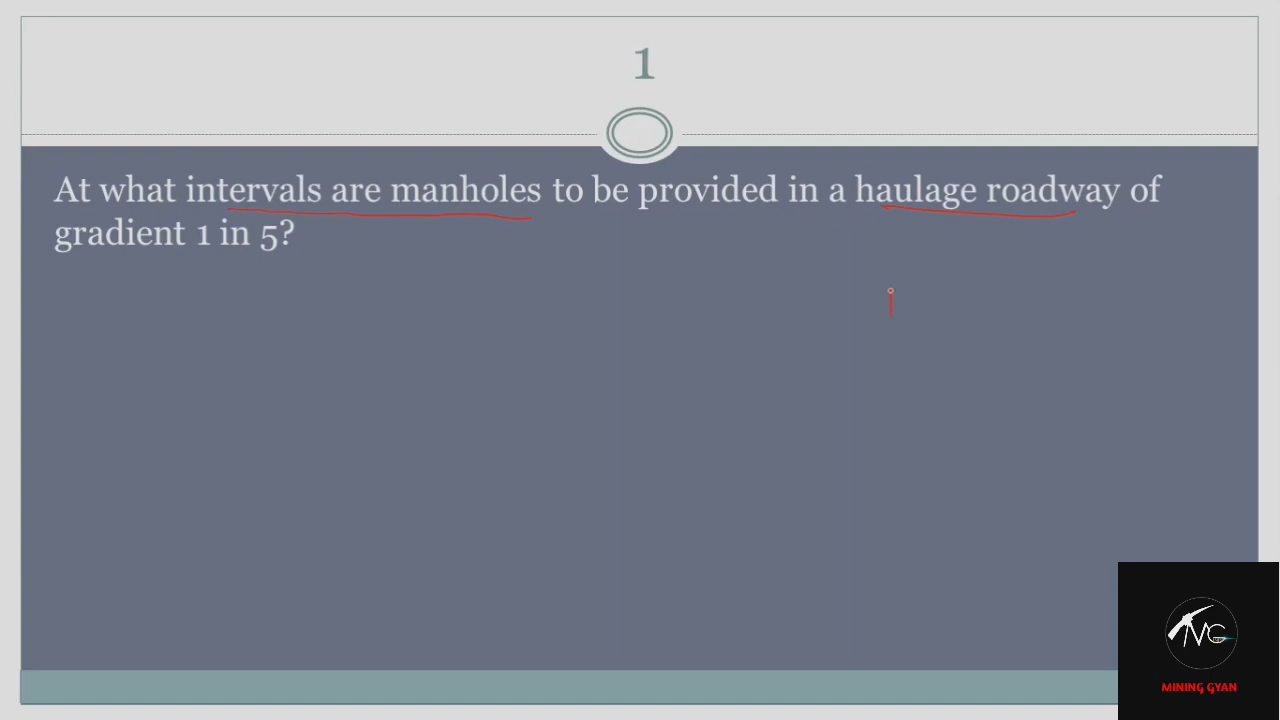 1
At what intervals are manholes to be provided in a haulage roadway of
gradient 1 in 5?
MG
MINING GYAN